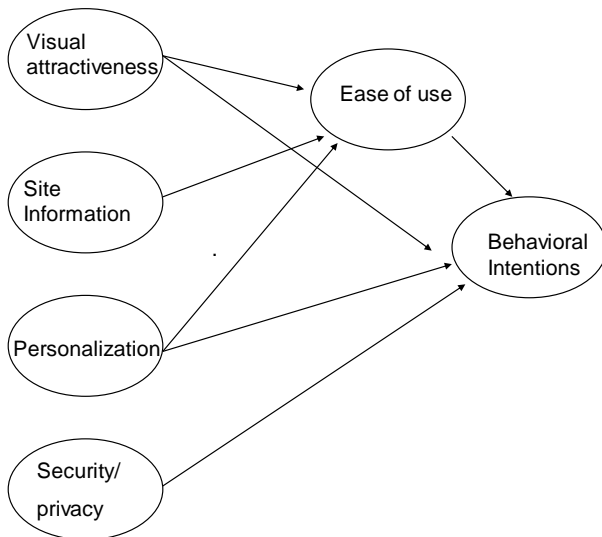 Visual
attractiveness
Ease of use
Site
Information
Behavioral
Intentions
Personalization
Security/
privacy